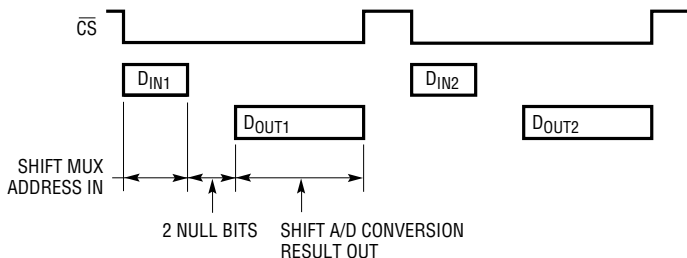 CS
DIN1
DIN2
DOUT1
DOUT2
SHIFT MUX
ADDRESS IN
2 NULL BITS
SHIFT A/D CONVERSION
RESULT OUT